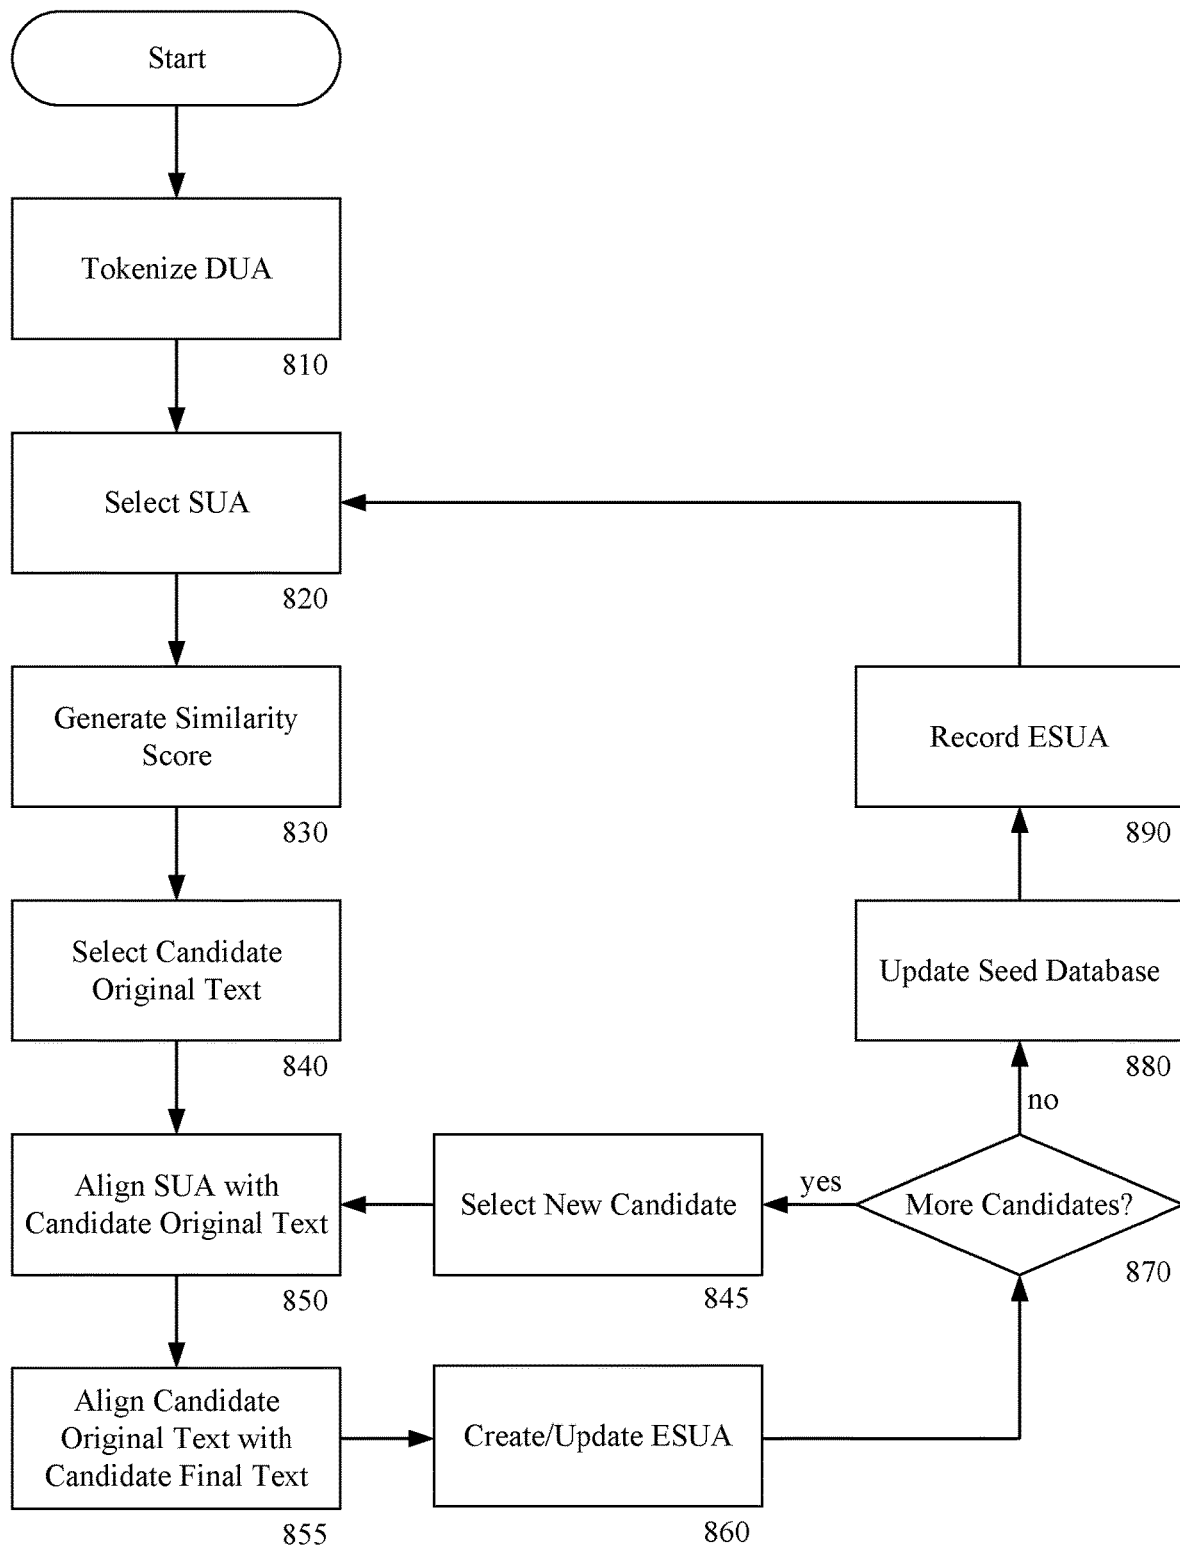 Start
Tokenize DUA
810
Select SUA
820
Generate Similarity
Score
830
Record ESUA
890
Select Candidate
Original Text
840
Update Seed Database
880
no
Align SUA with
Candidate Original Text
850
Select New Candidate
845
yes
More Candidates?
870
Align Candidate
Original Text with
Candidate Final Text
855
Create/Update ESUA
860